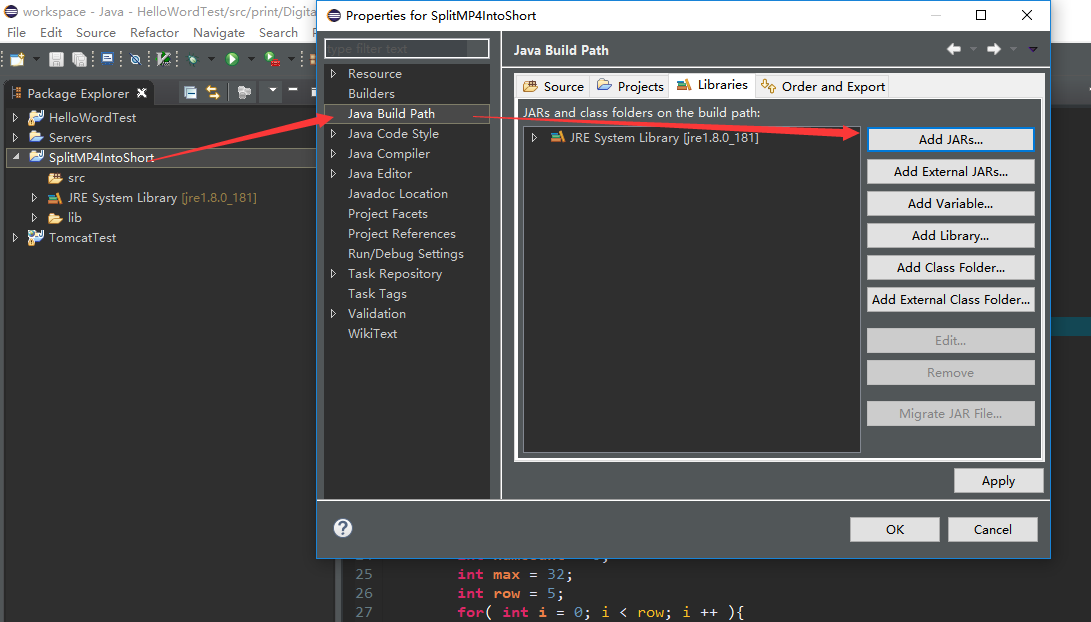 workspace - Java - HelloWordTest/src/print/Digita
File Edit Source Refactor Navigate Search
Package Explorer
HelloWordTest
Servers
SplitMP4IntoShort
src
JRE System Library [jre1.8.0_181]
lib
TomcatTest
Properties for SplitMP4IntoShort
type filter text
Resource
Builders
Java Build Path
Java Code Style
Java Compiler
Java Editor
Javadoc Location
Project Facets
Project References
Run/Debug Settings
Task Repository
Task Tags
Validation
WikiText
Java Build Path
Source Projects Libraries Order and Export
JARs and class folders on the build path:
JRE System Library [jre1.8.0_181]
Add JARs...
Add External JARs...
Add Variable...
Add Library...
Add Class Folder...
Add External Class Folder...
Edit...
Remove
Migrate JAR File...
Apply
OK Cancel
25 int max = 32;
26 int row = 5;
27 for( int i = 0; i < row; i ++ ){